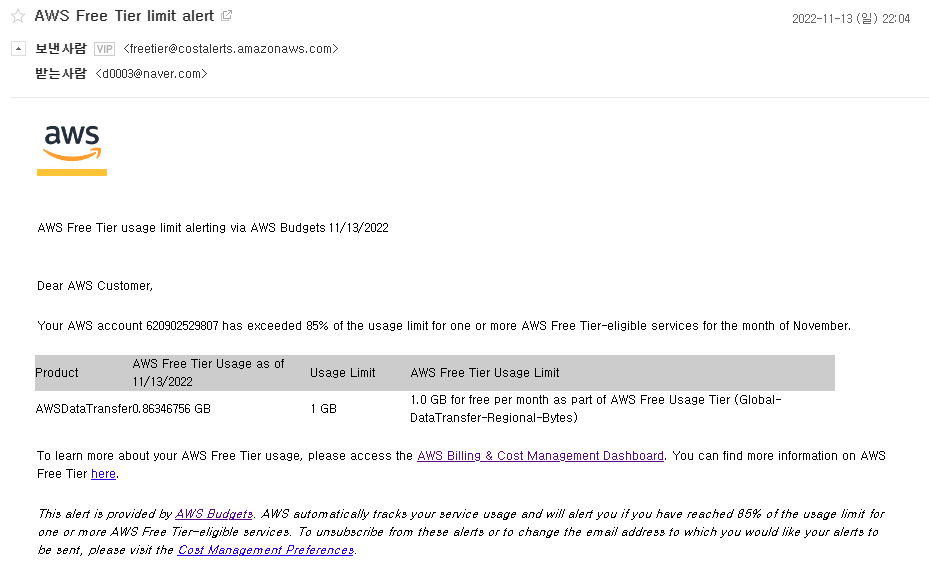 AWS Free Tier limit alert
2022-11-13 (일) 22:04
보낸사람 VIP <freetier@costalerts.amazonaws.com>
받는사람 <d0003@naver.com>
aws
AWS Free Tier usage limit alerting via AWS Budgets 11/13/2022
Dear AWS Customer,
Your AWS account 620902529807 has exceeded 85% of the usage limit for one or more AWS Free Tier-eligible services for the month of November.
Product AWS Free Tier Usage as of 11/13/2022 Usage Limit AWS Free Tier Usage Limit
AWSDataTransfer 0.86346756 GB 1 GB 1.0 GB for free per month as part of AWS Free Usage Tier (Global-
DataTransfer-Regional-Bytes)
To learn more about your AWS Free Tier usage, please access the AWS Billing & Cost Management Dashboard. You can find more information on AWS
Free Tier here.
This alert is provided by AWS Budgets. AWS automatically tracks your service usage and will alert you if you have reached 85% of the usage limit for
one or more AWS Free Tier-eligible services. To unsubscribe from these alerts or to change the email address to which you would like your alerts to
be sent, please visit the Cost Management Preferences.